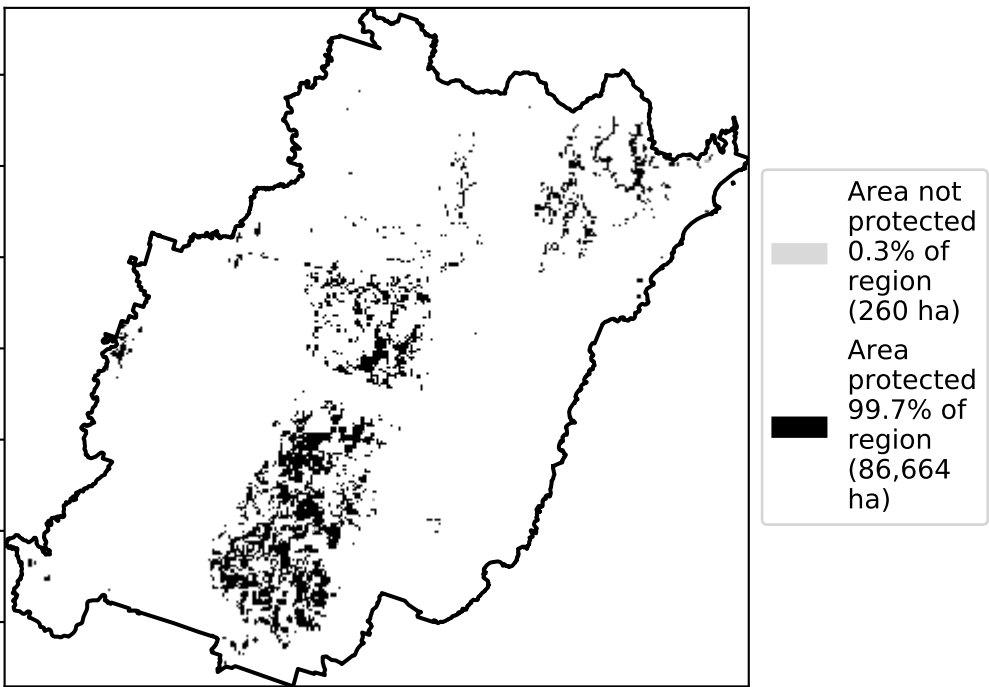 Area not
protected
0.3% of
region
(260 ha)
Area
protected
99.7% of
region
(86,664
ha)